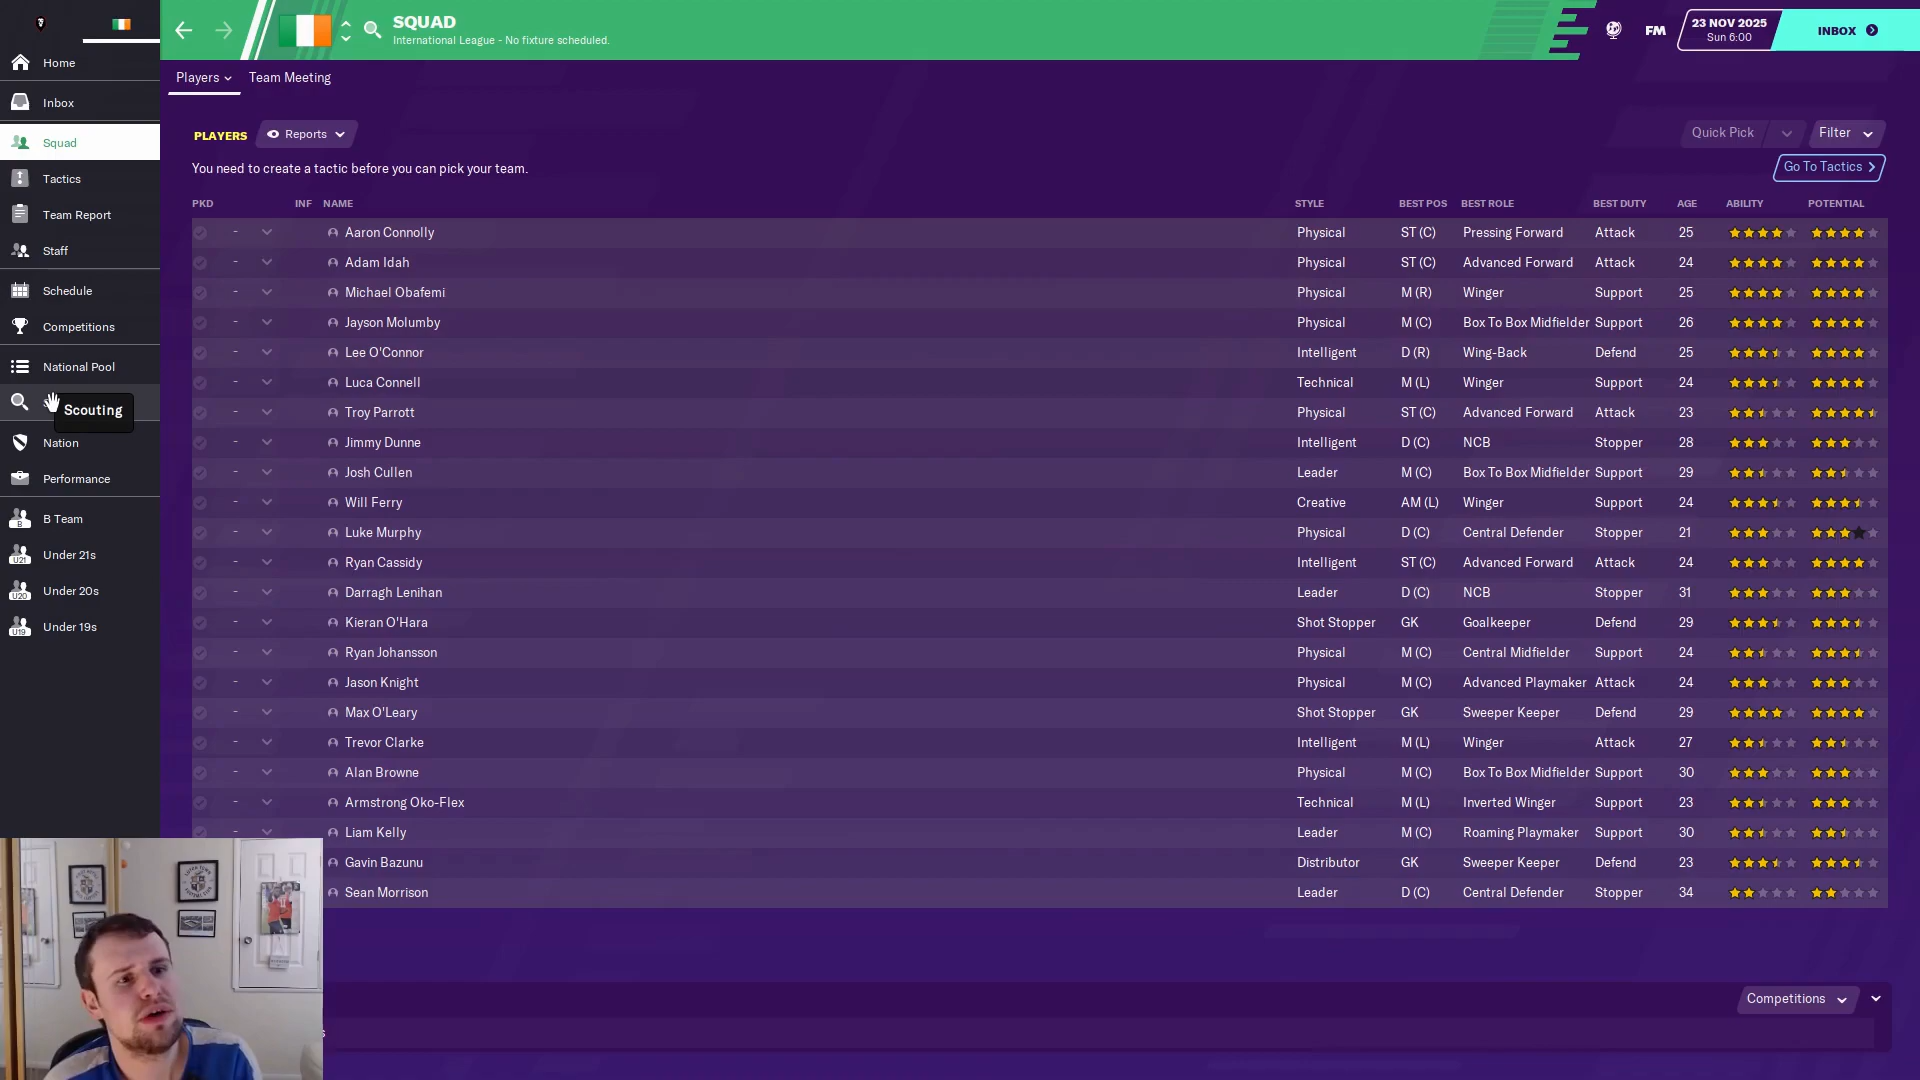 SQUAD
International League - No fixture scheduled.
FM
23 NOV 2025
Sun 6:00
INBOX
Home
Inbox
Squad
Tactics
Team Report
Staff
Schedule
Competitions
National Pool
Scouting
Nation
Performance
B Team
Under 21s
Under 20s
Under 19s
B
U21
U20
U19
Players
Team Meeting
PLAYERS
Reports
Quick Pick
Filter
You need to create a tactic before you can pick your team.
Go To Tactics
PKD INF NAME STYLE BEST POS BEST ROLE BEST DUTY AGE ABILITY POTENTIAL
- Aaron Connolly Physical ST (C) Pressing Forward Attack 25
- Adam Idah Physical ST (C) Advanced Forward Attack 24
- Michael Obafemi Physical M (R) Winger Support 25
- Jayson Molumby Physical M (C) Box To Box Midfielder Support 26
- Lee O'Connor Intelligent D (R) Wing-Back Defend 25
- Luca Connell Technical M (L) Winger Support 24
- Troy Parrott Physical ST (C) Advanced Forward Attack 23
- Jimmy Dunne Intelligent D (C) NCB Stopper 28
- Josh Cullen Leader M (C) Box To Box Midfielder Support 29
- Will Ferry Creative AM (L) Winger Support 24
- Luke Murphy Physical D (C) Central Defender Stopper 21
- Ryan Cassidy Intelligent ST (C) Advanced Forward Attack 24
- Darragh Lenihan Leader D (C) NCB Stopper 31
- Kieran O'Hara Shot Stopper GK Goalkeeper Defend 29
- Ryan Johansson Physical M (C) Central Midfielder Support 24
- Jason Knight Physical M (C) Advanced Playmaker Attack 24
- Max O'Leary Shot Stopper GK Sweeper Keeper Defend 29
- Trevor Clarke Intelligent M (L) Winger Attack 27
- Alan Browne Physical M (C) Box To Box Midfielder Support 30
- Armstrong Oko-Flex Technical M (L) Inverted Winger Support 23
- Liam Kelly Leader M (C) Roaming Playmaker Support 30
Gavin Bazunu Distributor GK Sweeper Keeper Defend 23
Sean Morrison Leader D (C) Central Defender Stopper 34
Competitions